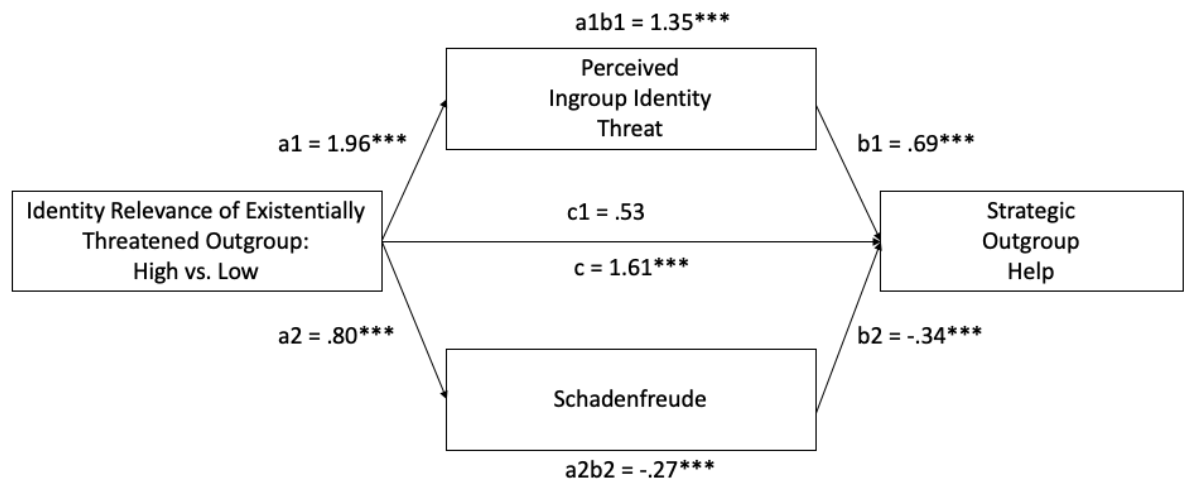 a1b1 = 1.35***
Perceived
Ingroup Identity
Threat
a1 = 1.96***
b1 = .69***
Identity Relevance of Existentially
Threatened Outgroup:
High vs. Low
c1 = .53
c = 1.61***
Strategic
Outgroup
Help
a2 = .80***
b2 = -.34***
Schadenfreude
a2b2 = -.27***